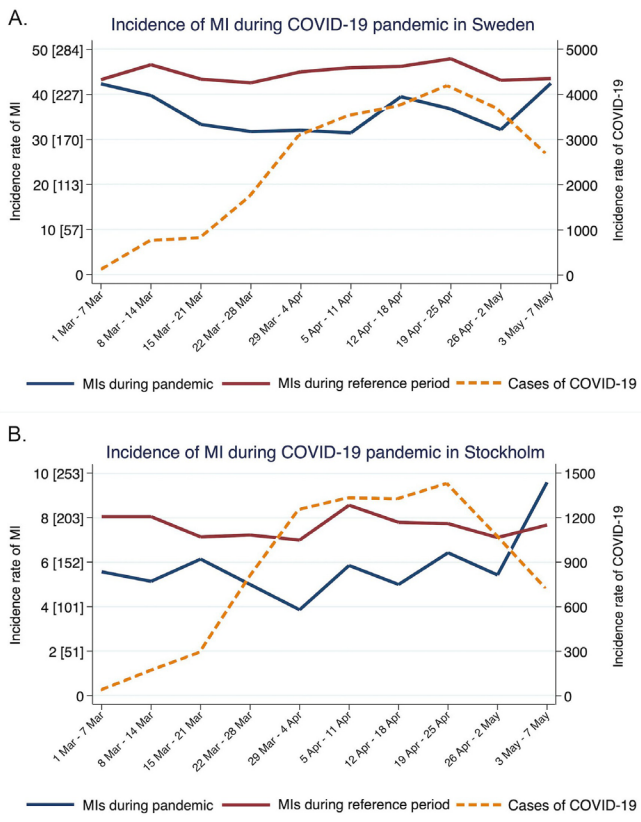 A.
Incidence of MI during COVID-19 pandemic in Sweden
50 [284]
40 [227]
30 [170]
20 [113]
10 [57]
0
Incidence rate of MI
5000
4000
3000
2000
1000
0
Incidence rate of COVID-19
1 Mar - 7 Mar
8 Mar - 14 Mar
15 Mar - 21 Mar
22 Mar - 28 Mar
29 Mar - 4 Apr
5 Apr - 11 Apr
12 Apr - 18 Apr
19 Apr - 25 Apr
26 Apr - 2 May
3 May - 7 May
MIs during pandemic MIs during reference period Cases of COVID-19
B.
Incidence of MI during COVID-19 pandemic in Stockholm
10 [253]
8 [203]
6 [152]
4 [101]
2 [51]
0
Incidence rate of MI
1500
1200
900
600
300
0
Incidence rate of COVID-19
1 Mar - 7 Mar
8 Mar - 14 Mar
15 Mar - 21 Mar
22 Mar - 28 Mar
29 Mar - 4 Apr
5 Apr - 11 Apr
12 Apr - 18 Apr
19 Apr - 25 Apr
26 Apr - 2 May
3 May - 7 May
MIs during pandemic MIs during reference period Cases of COVID-19